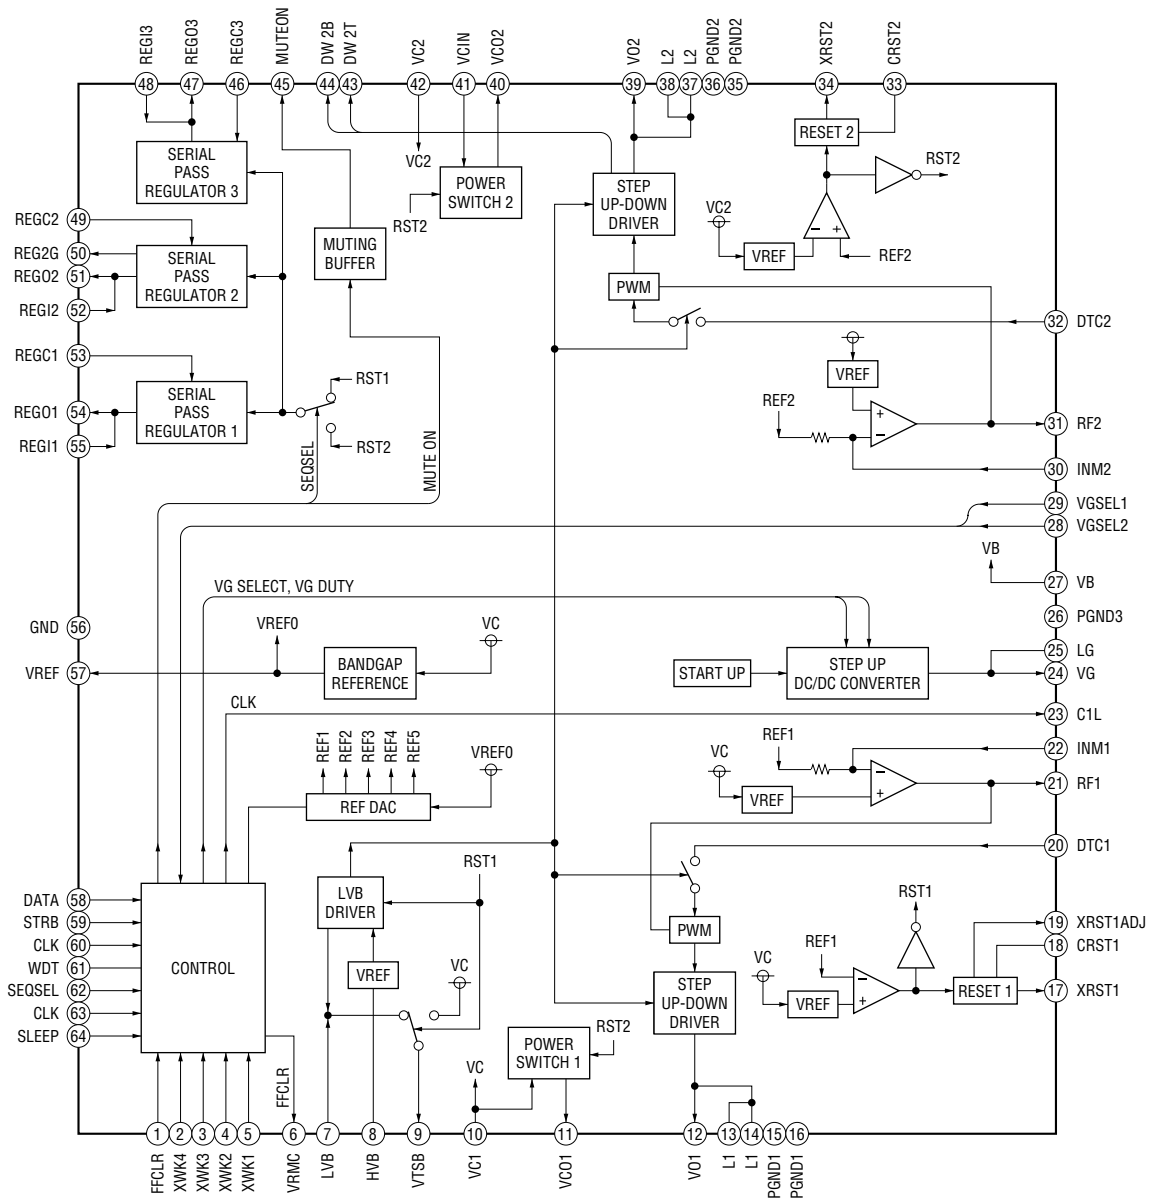 REGI3
REGO3
REGC3
MUTEON
DW 2B
DW 2T
VC2
VCIN
VCO2
VO2
L2
L2
PGND2
PGND2
XRST2
CRST2
48
47
46
45
44
43
42
41
40
39
38
37
36
35
34
33
SERIAL
PASS
REGULATOR 3
VC2
POWER
SWITCH 2
RST2
STEP
UP-DOWN
DRIVER
RESET 2
RST2
VC2
VREF
REF2
REGC2 49
REG2G 50
REGO2 51
REGI2 52
SERIAL
PASS
REGULATOR 2
MUTING
BUFFER
PWM
32 DTC2
REGC1 53
REGO1 54
REGI1 55
SERIAL
PASS
REGULATOR 1
RST1
RST2
SEQSEL
MUTE ON
VREF
REF2
31 RF2
30 INM2
29 VGSEL1
28 VGSEL2
VB
27 VB
26 PGND3
25 LG
24 VG
23 C1L
22 INM1
21 RF1
20 DTC1
VG SELECT, VG DUTY
GND 56
VREF 57
VREF0
BANDGAP
REFERENCE
VC
START UP
STEP UP
DC/DC CONVERTER
CLK
REF1
REF2
REF3
REF4
REF5
REF DAC
VREF0
VC
VREF
REF1
DATA 58
STRB 59
CLK 60
WDT 61
SEQSEL 62
CLK 63
SLEEP 64
CONTROL
LVB
DRIVER
RST1
VREF
VC
PWM
STEP
UP-DOWN
DRIVER
RST1
REF1
VC
VREF
RESET 1
19 XRST1ADJ
18 CRST1
17 XRST1
FFCLR
VC
POWER
SWITCH 1
RST2
1
2
3
4
5
6
7
8
9
10
11
12
13
14
15
16
FFCLR
XWK4
XWK3
XWK2
XWK1
VRMC
LVB
HVB
VTSB
VC1
VCO1
VO1
L1
L1
PGND1
PGND1